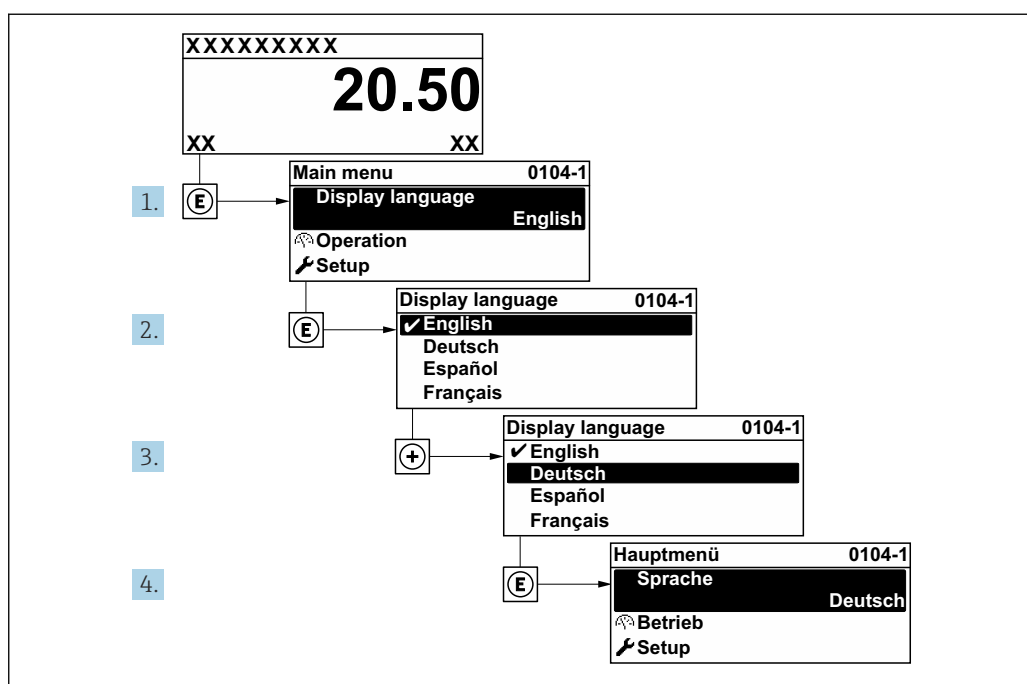 XXXXXXXXX
20.50
XX XX
1.
E
Main menu 0104-1
Display language
English
Operation
Setup
2.
E
Display language 0104-1
✔English
Deutsch
Español
Français
3.
+
Display language 0104-1
✔English
Deutsch
Español
Français
4.
E
Hauptmenü 0104-1
Sprache
Deutsch
Betrieb
Setup